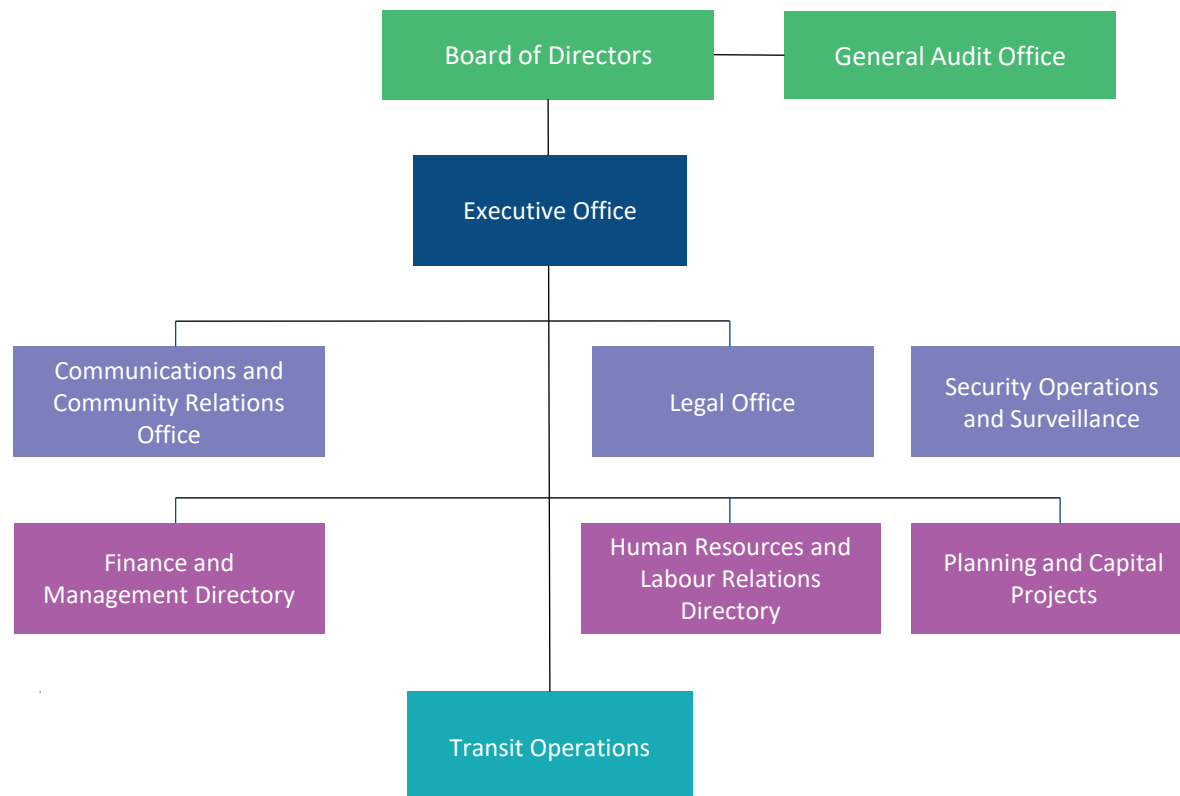 Board of Directors
General Audit Office
Executive Office
Communications and
Community Relations
Office
Legal Office
Security Operations
and Surveillance
Finance and
Management Directory
Human Resources and
Labour Relations
Directory
Planning and Capital
Projects
Transit Operations